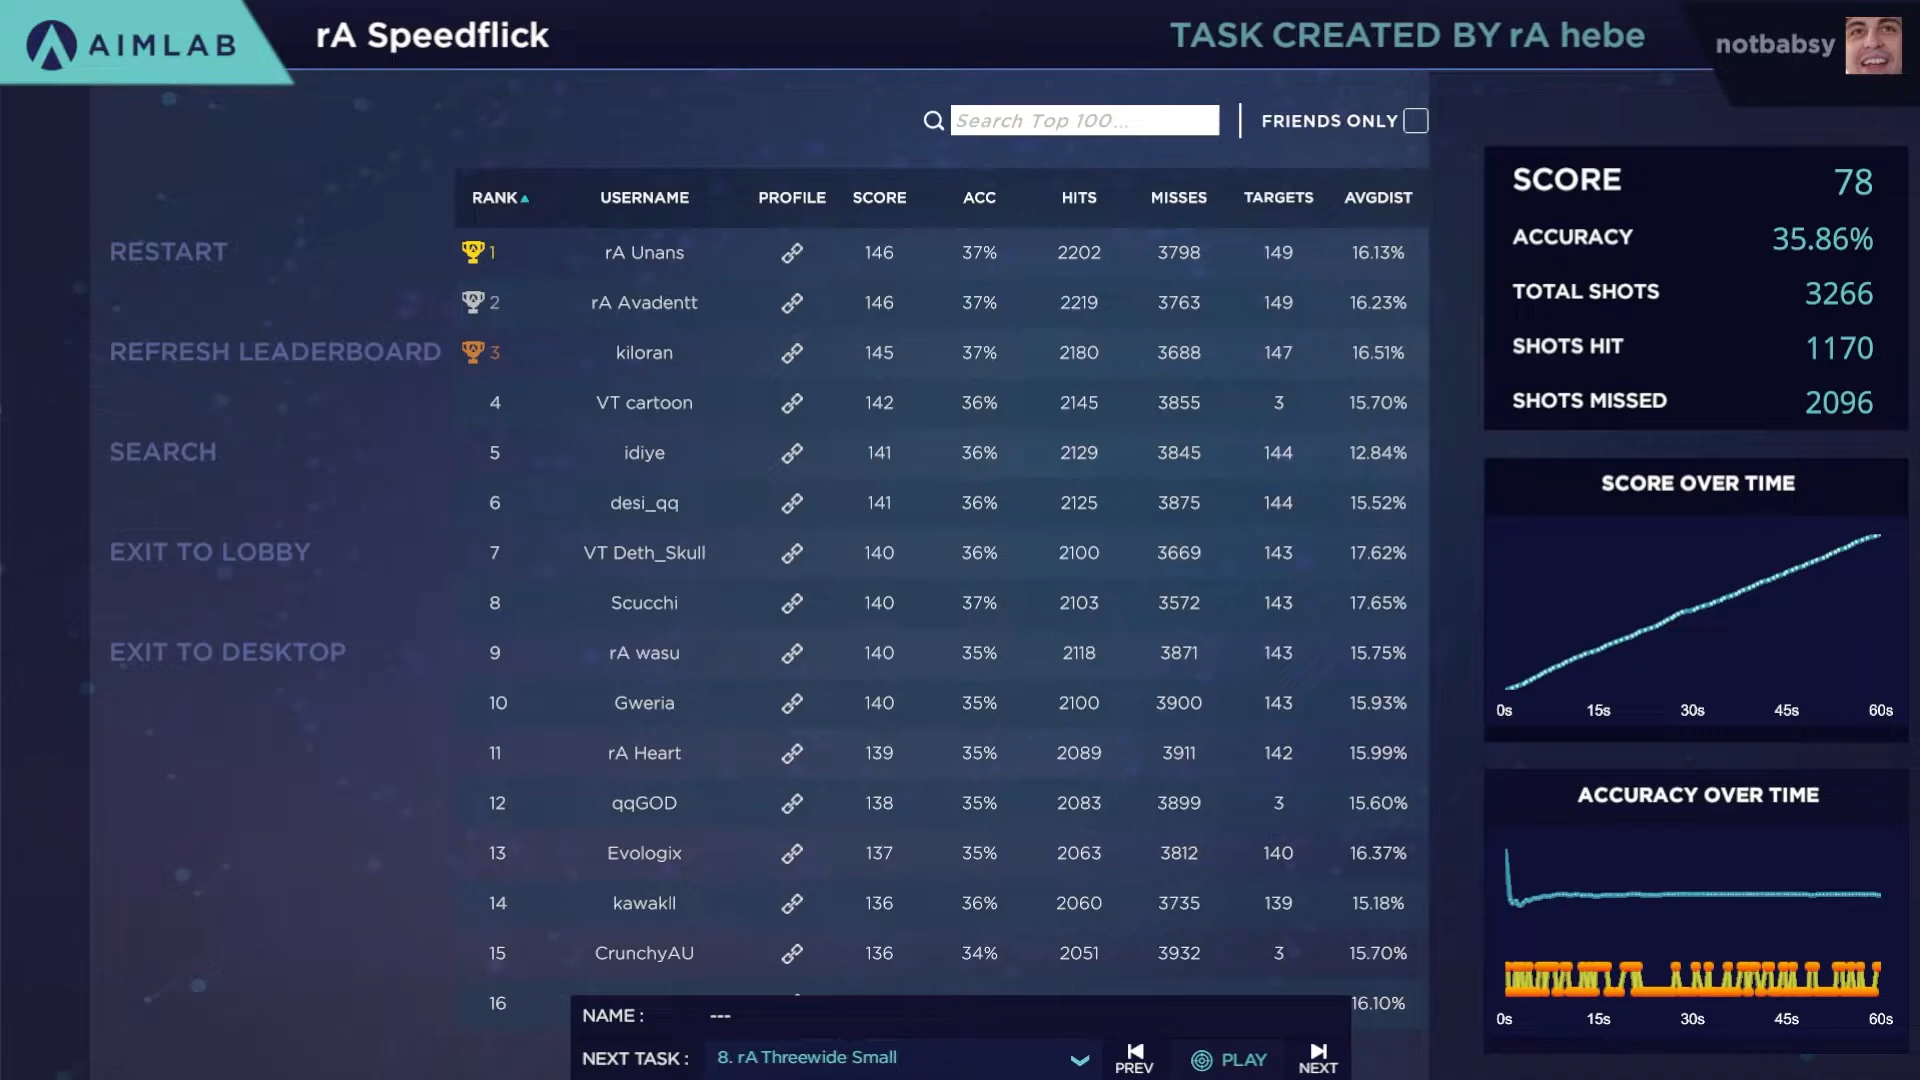 AIMLAB
rA Speedflick
TASK CREATED BY rA hebe
notbabsy
Search Top 100...
FRIENDS ONLY
RESTART
REFRESH LEADERBOARD
SEARCH
EXIT TO LOBBY
EXIT TO DESKTOP
RANK USERNAME PROFILE SCORE ACC HITS MISSES TARGETS AVGDIST
1 rA Unans 146 37% 2202 3798 149 16.13%
2 rA Avadentt 146 37% 2219 3763 149 16.23%
3 kiloran 145 37% 2180 3688 147 16.51%
4 VT cartoon 142 36% 2145 3855 3 15.70%
5 idiye 141 36% 2129 3845 144 12.84%
6 desi_qq 141 36% 2125 3875 144 15.52%
7 VT Deth_Skull 140 36% 2100 3669 143 17.62%
8 Scucchi 140 37% 2103 3572 143 17.65%
9 rA wasu 140 35% 2118 3871 143 15.75%
10 Gweria 140 35% 2100 3900 143 15.93%
11 rA Heart 139 35% 2089 3911 142 15.99%
12 qqGOD 138 35% 2083 3899 3 15.60%
13 Evologix 137 35% 2063 3812 140 16.37%
14 kawakll 136 36% 2060 3735 139 15.18%
15 CrunchyAU 136 34% 2051 3932 3 15.70%
16 16.10%
NAME : ---
NEXT TASK : 8. rA Threewide Small
PREV
PLAY
NEXT
SCORE 78
ACCURACY 35.86%
TOTAL SHOTS 3266
SHOTS HIT 1170
SHOTS MISSED 2096
SCORE OVER TIME
0s 15s 30s 45s 60s
ACCURACY OVER TIME
0s 15s 30s 45s 60s